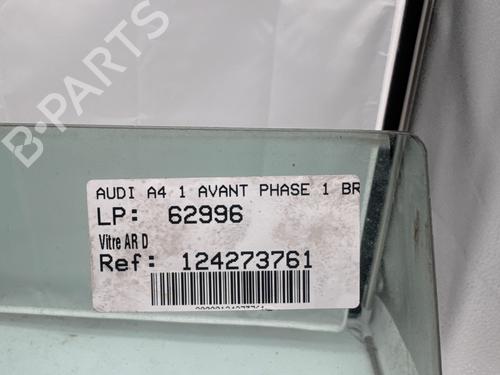 B-PARTS
AUDI A4 1 AVANT PHASE 1 BR
LP: 62996
Vitre AR D
Ref: 124273761